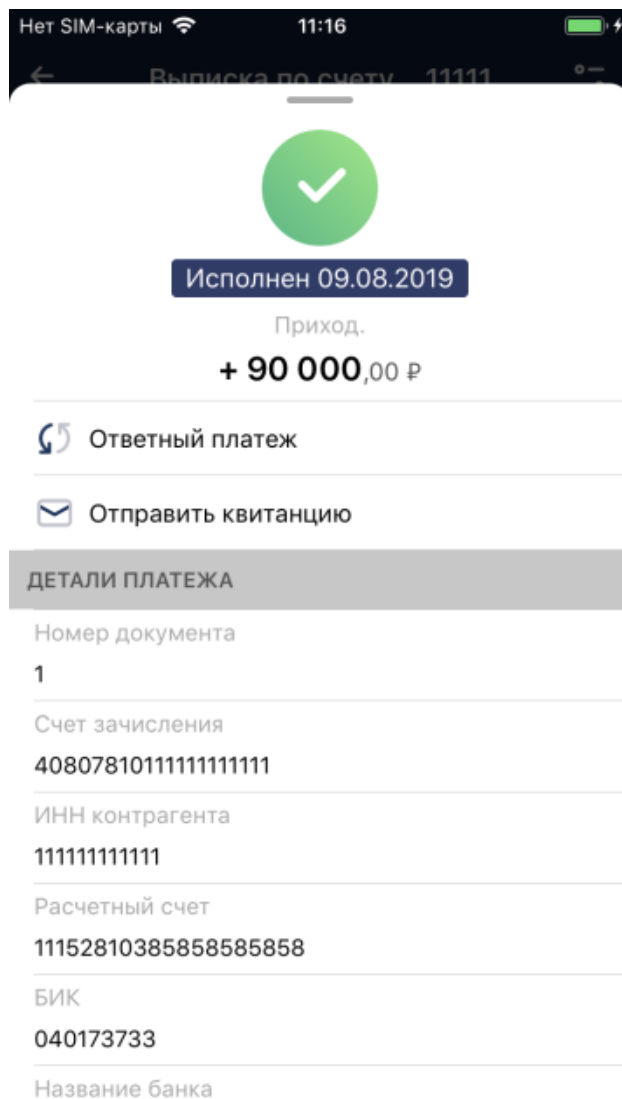 Нет SIM-карты 11:16
Выписка по счету 11111
Исполнен 09.08.2019
Приход.
+ 90 000,00 ₽
Ответный платеж
Отправить квитанцию
ДЕТАЛИ ПЛАТЕЖА
Номер документа
1
Счет зачисления
40807810111111111111
ИНН контрагента
111111111111
Расчетный счет
11152810385858585858
БИК
040173733
Название банка